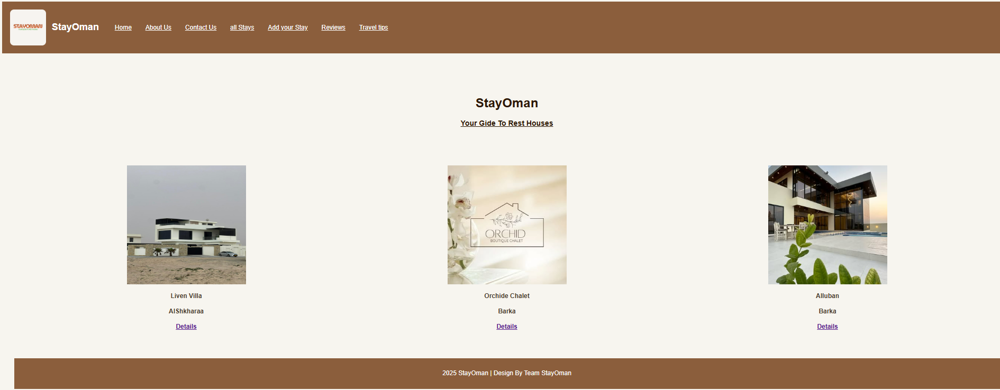 STAYOMAN
StayOman
Home
About Us
Contact Us
all Stays
Add your Stay
Reviews
Travel tips
StayOman
Your Gide To Rest Houses
ORCHID
BOUTIQUE CHALET
Liven Villa
AlShkharaa
Details
Orchide Chalet
Barka
Details
Alluban
Barka
Details
2025 StayOman | Design By Team StayOman